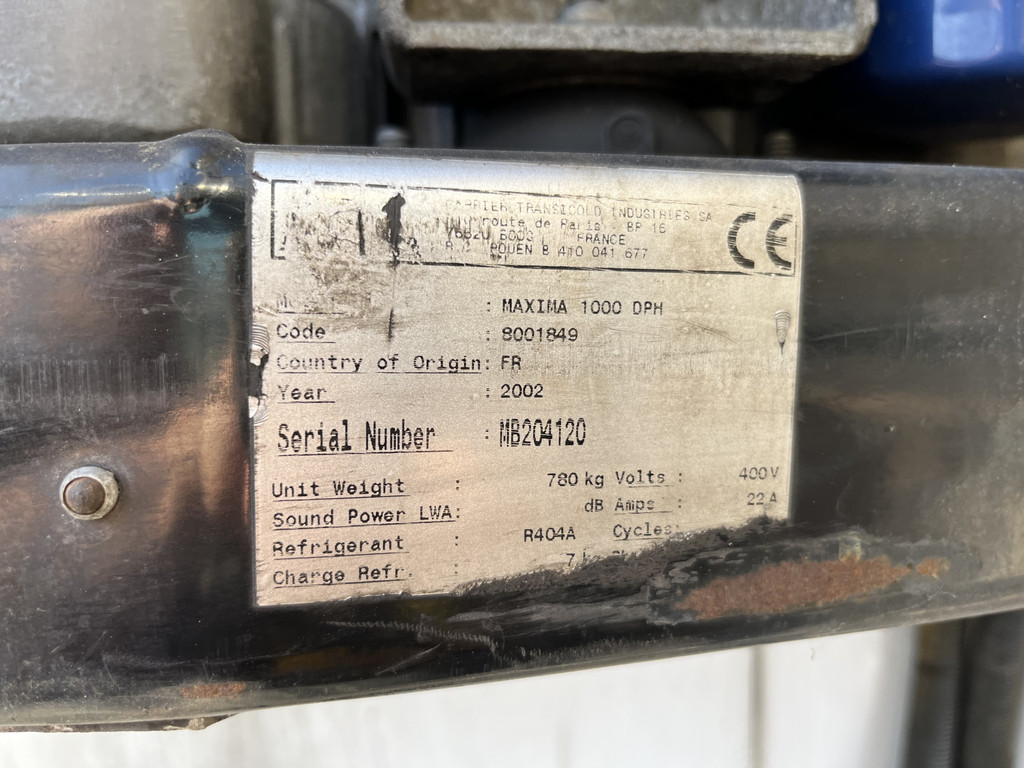 CARRIER TRANSICOLD INDUSTRIES SA
route de Paris BP 16
FRANCE
ROUEN B 410 041 677
CE
: MAXIMA 1000 DPH
Code : 8001849
Country of Origin: FR
Year : 2002
Serial Number : MB204120
Unit Weight : 780 kg Volts : 400 V
Sound Power LWA: dB Amps : 22 A
Refrigerant : R404A Cycles:
Charge Refr. : 7